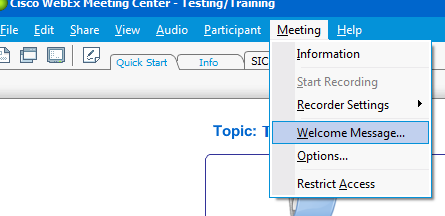 Cisco WebEx Meeting Center - Testing/Training
File Edit Share View Audio Participant Meeting Help
Quick Start Info SIC
Information
Start Recording
Recorder Settings
Welcome Message...
Options...
Restrict Access
Topic: T